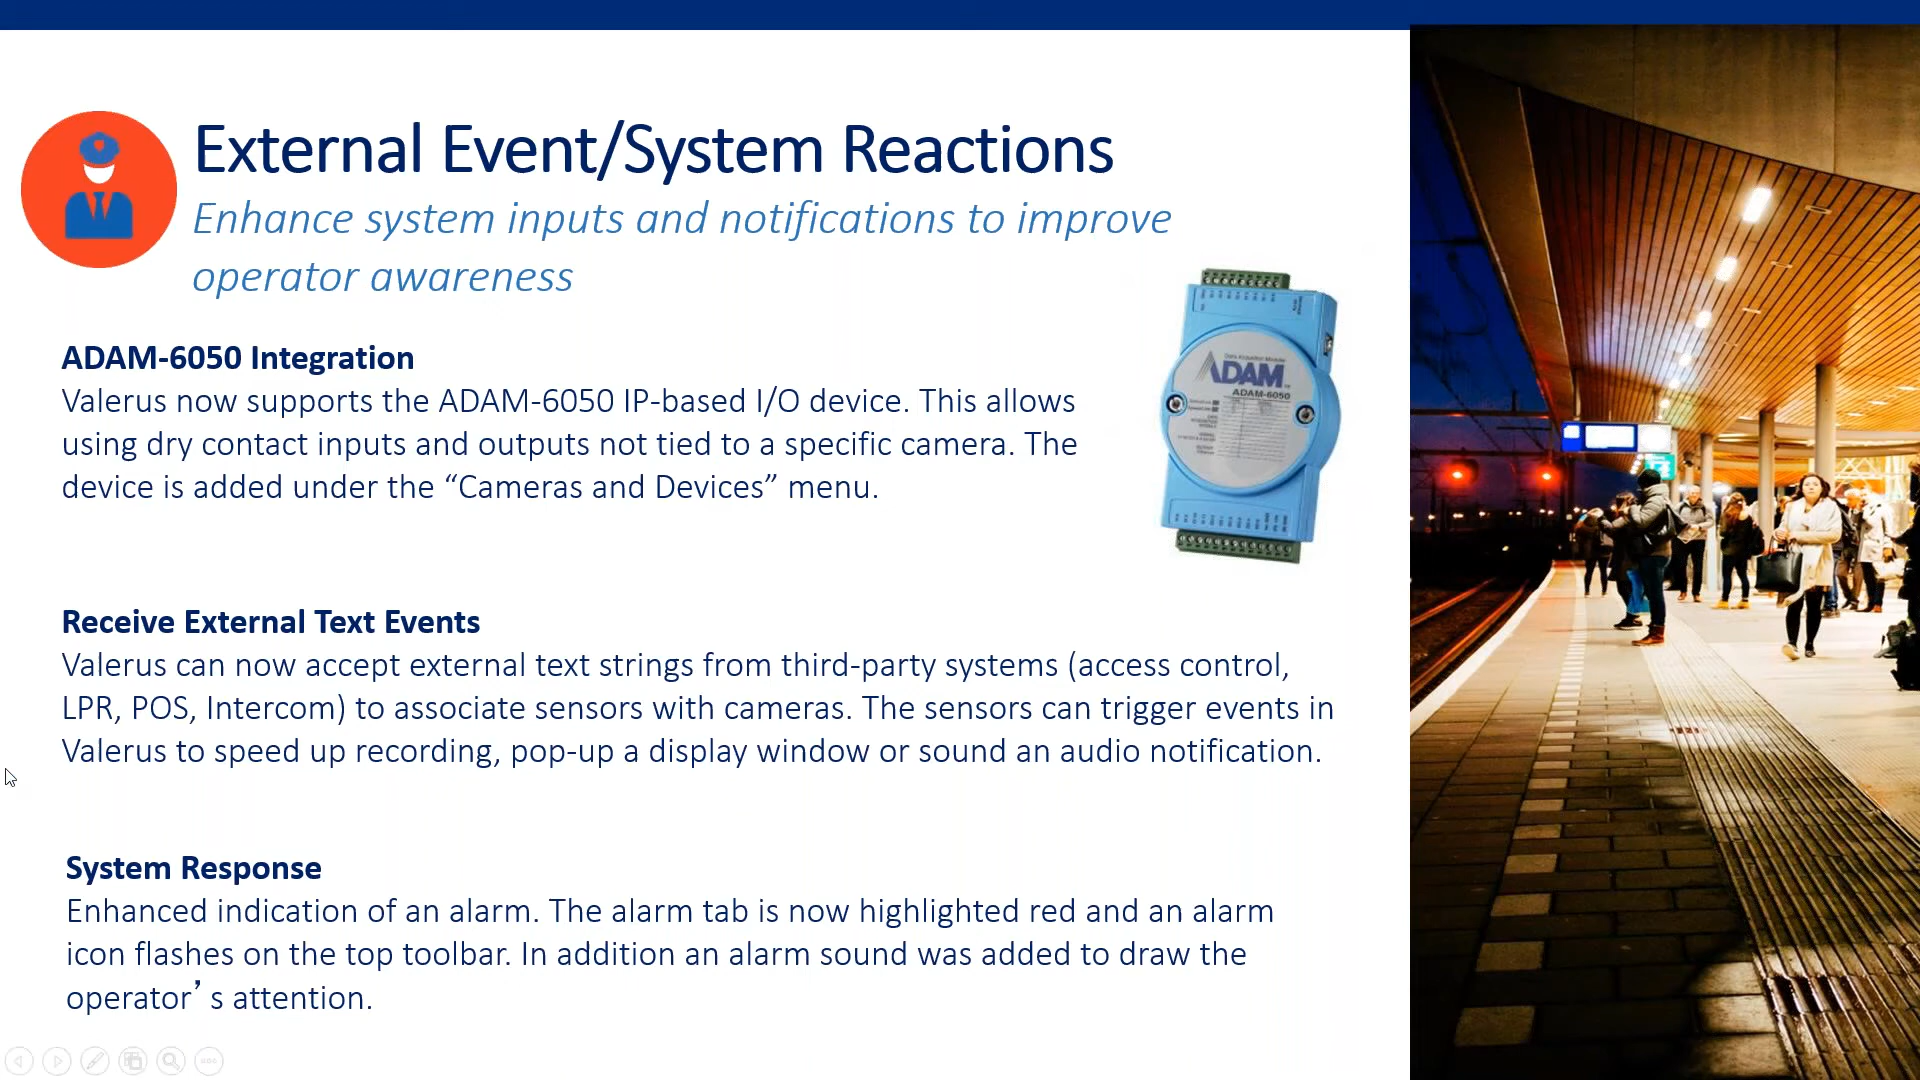 External Event/System Reactions
Enhance system inputs and notifications to improve
operator awareness
ADAM-6050 Integration
Valerus now supports the ADAM-6050 IP-based I/O device. This allows
using dry contact inputs and outputs not tied to a specific camera. The
device is added under the “Cameras and Devices” menu.
Data Acquisition Module
ADAM
ADAM-6050
Receive External Text Events
Valerus can now accept external text strings from third-party systems (access control,
LPR, POS, Intercom) to associate sensors with cameras. The sensors can trigger events in
Valerus to speed up recording, pop-up a display window or sound an audio notification.
System Response
Enhanced indication of an alarm. The alarm tab is now highlighted red and an alarm
icon flashes on the top toolbar. In addition an alarm sound was added to draw the
operator’s attention.